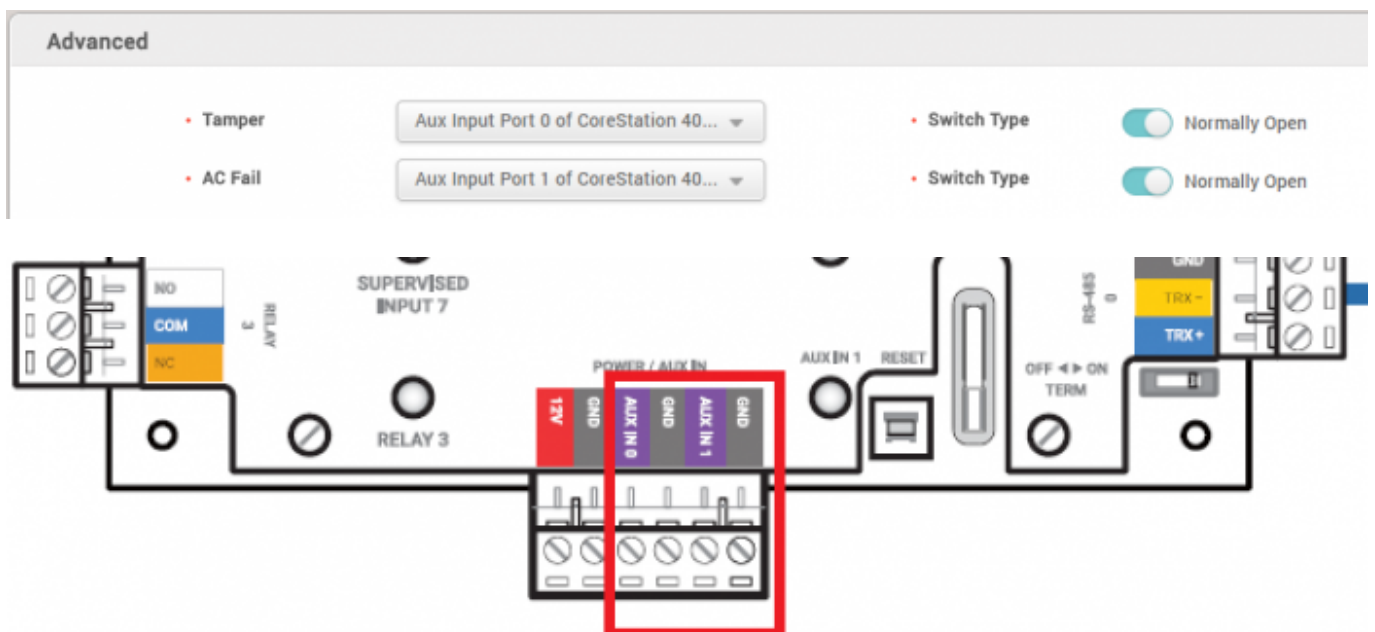 Advanced
• Tamper
Aux Input Port 0 of CoreStation 40...
• Switch Type
Normally Open
• AC Fail
Aux Input Port 1 of CoreStation 40...
• Switch Type
Normally Open
NO
COM
NC
RELAY
3
SUPERVISED
INPUT 7
RELAY 3
POWER / AUX IN
12V
GND
AUX IN 0
GND
AUX IN 1
GND
AUX IN 1
RESET
OFF ◄► ON
TERM
RS-485
0
GND
TRX -
TRX +